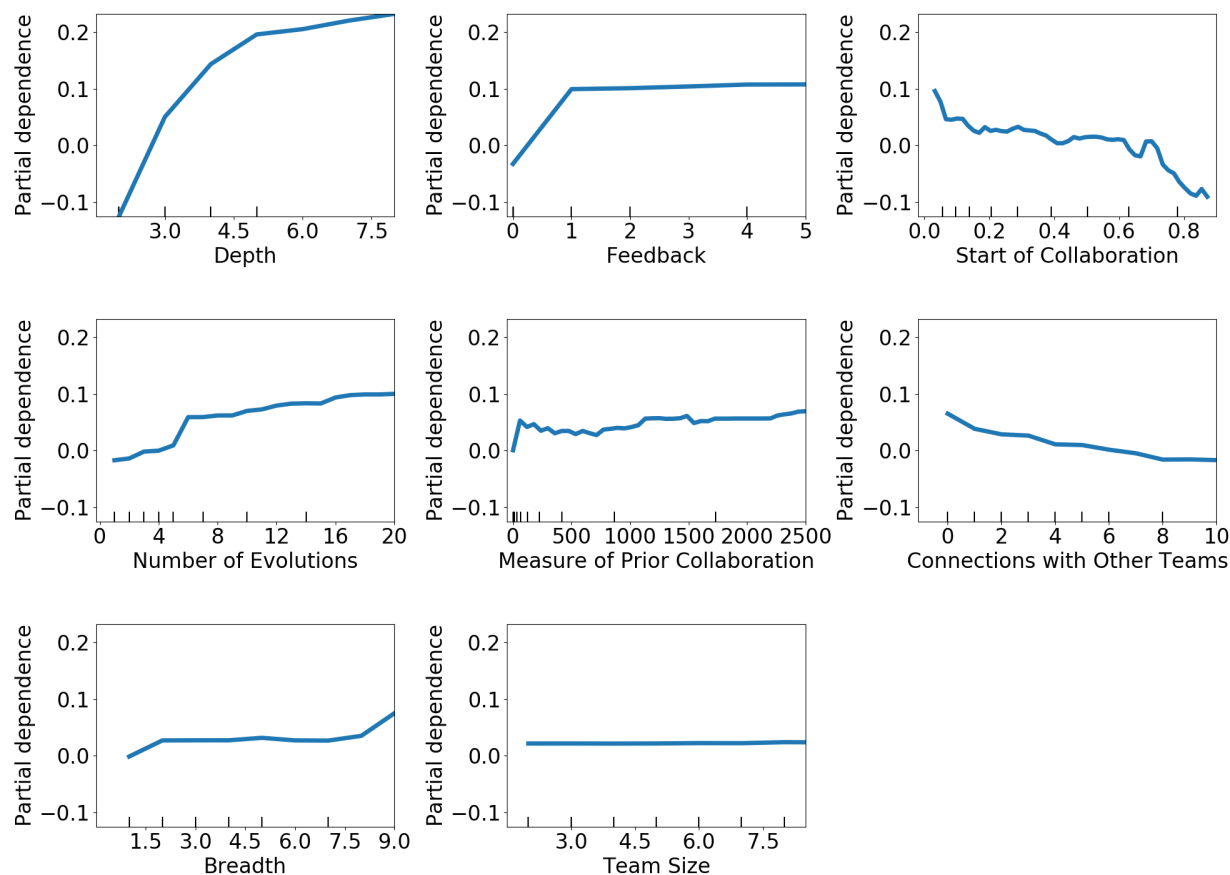 Partial dependence
0.2
0.1
0.0
−0.1
3.0 4.5 6.0 7.5
Depth
Partial dependence
0.2
0.1
0.0
−0.1
0 1 2 3 4 5
Feedback
Partial dependence
0.2
0.1
0.0
−0.1
0.0 0.2 0.4 0.6 0.8
Start of Collaboration
Partial dependence
0.2
0.1
0.0
−0.1
0 4 8 12 16 20
Number of Evolutions
Partial dependence
0.2
0.1
0.0
−0.1
0 500 1000 1500 2000 2500
Measure of Prior Collaboration
Partial dependence
0.2
0.1
0.0
−0.1
0 2 4 6 8 10
Connections with Other Teams
Partial dependence
0.2
0.1
0.0
−0.1
1.5 3.0 4.5 6.0 7.5 9.0
Breadth
Partial dependence
0.2
0.1
0.0
−0.1
3.0 4.5 6.0 7.5
Team Size